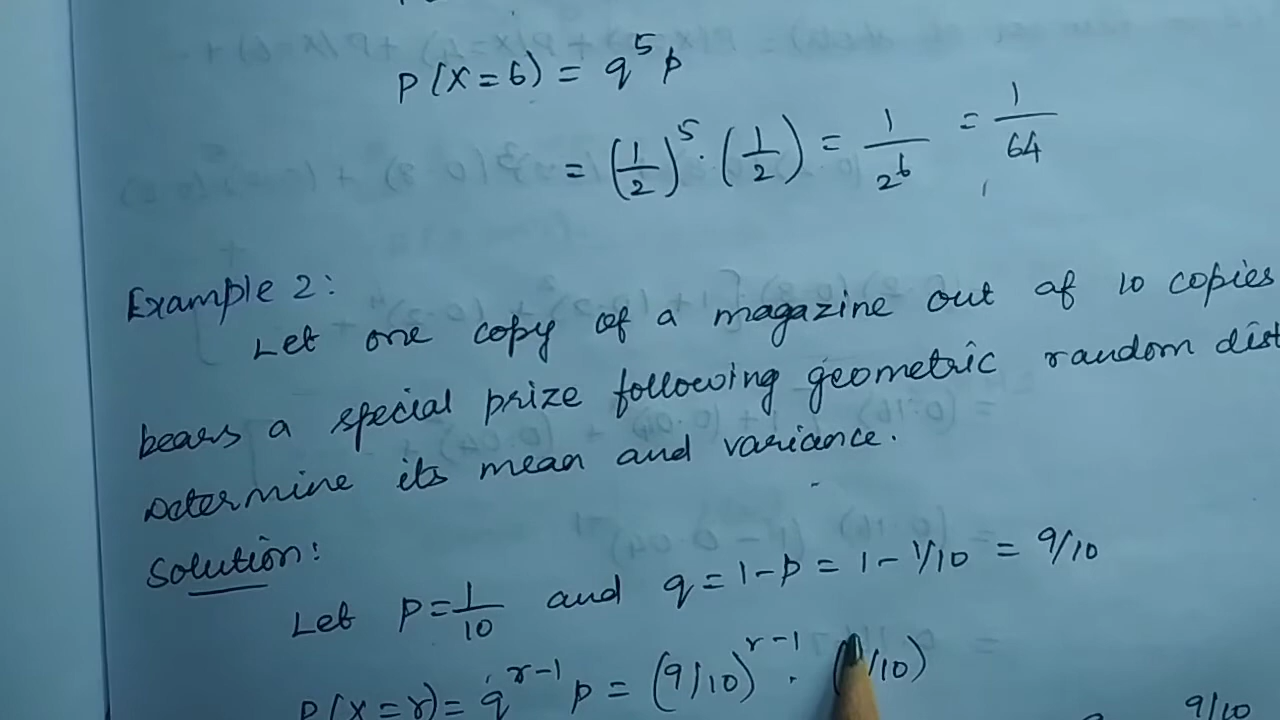 P(X=6) = q^5 p
= (1/2)^5 . (1/2) = 1/2^6 = 1/64
Example 2:
Let one copy of a magazine out of 10 copies
bears a special prize following geometric random dist
Determine its mean and variance.
Solution:
Let p = 1/10 and q = 1-p = 1-1/10 = 9/10
P(X=r) = q^r-1 p = (9/10)^r-1 . (1/10)
9/10